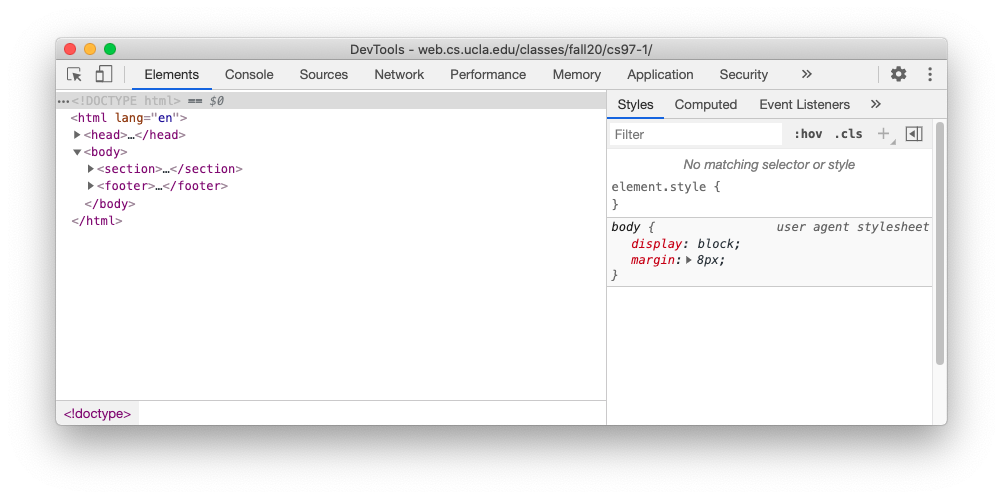 DevTools - web.cs.ucla.edu/classes/fall20/cs97-1/
Elements Console Sources Network Performance Memory Application Security »
…<!DOCTYPE html> == $0
<html lang="en">
<head>…</head>
<body>
<section>…</section>
<footer>…</footer>
</body>
</html>
<!doctype>
Styles Computed Event Listeners »
Filter :hov .cls +
No matching selector or style
element.style {
}
body { user agent stylesheet
display: block;
margin: 8px;
}